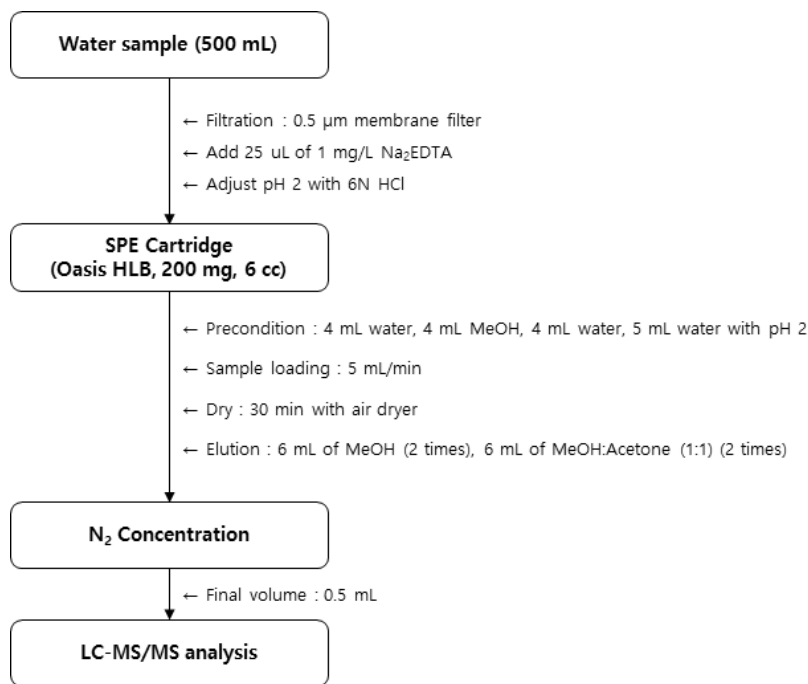 Water sample (500 mL)
← Filtration : 0.5 μm membrane filter
← Add 25 uL of 1 mg/L Na₂EDTA
← Adjust pH 2 with 6N HCl
SPE Cartridge
(Oasis HLB, 200 mg, 6 cc)
← Precondition : 4 mL water, 4 mL MeOH, 4 mL water, 5 mL water with pH 2
← Sample loading : 5 mL/min
← Dry : 30 min with air dryer
← Elution : 6 mL of MeOH (2 times), 6 mL of MeOH:Acetone (1:1) (2 times)
N₂ Concentration
← Final volume : 0.5 mL
LC-MS/MS analysis